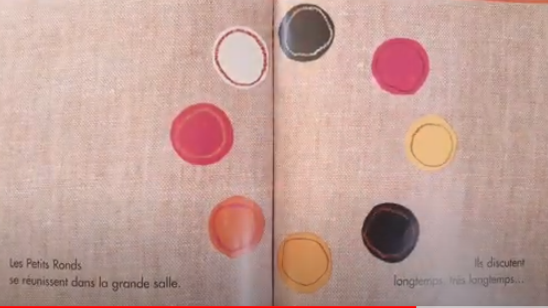 Les Petits Ronds
se réunissent dans la grande salle.
Ils discutent
longtemps, très longtemps...